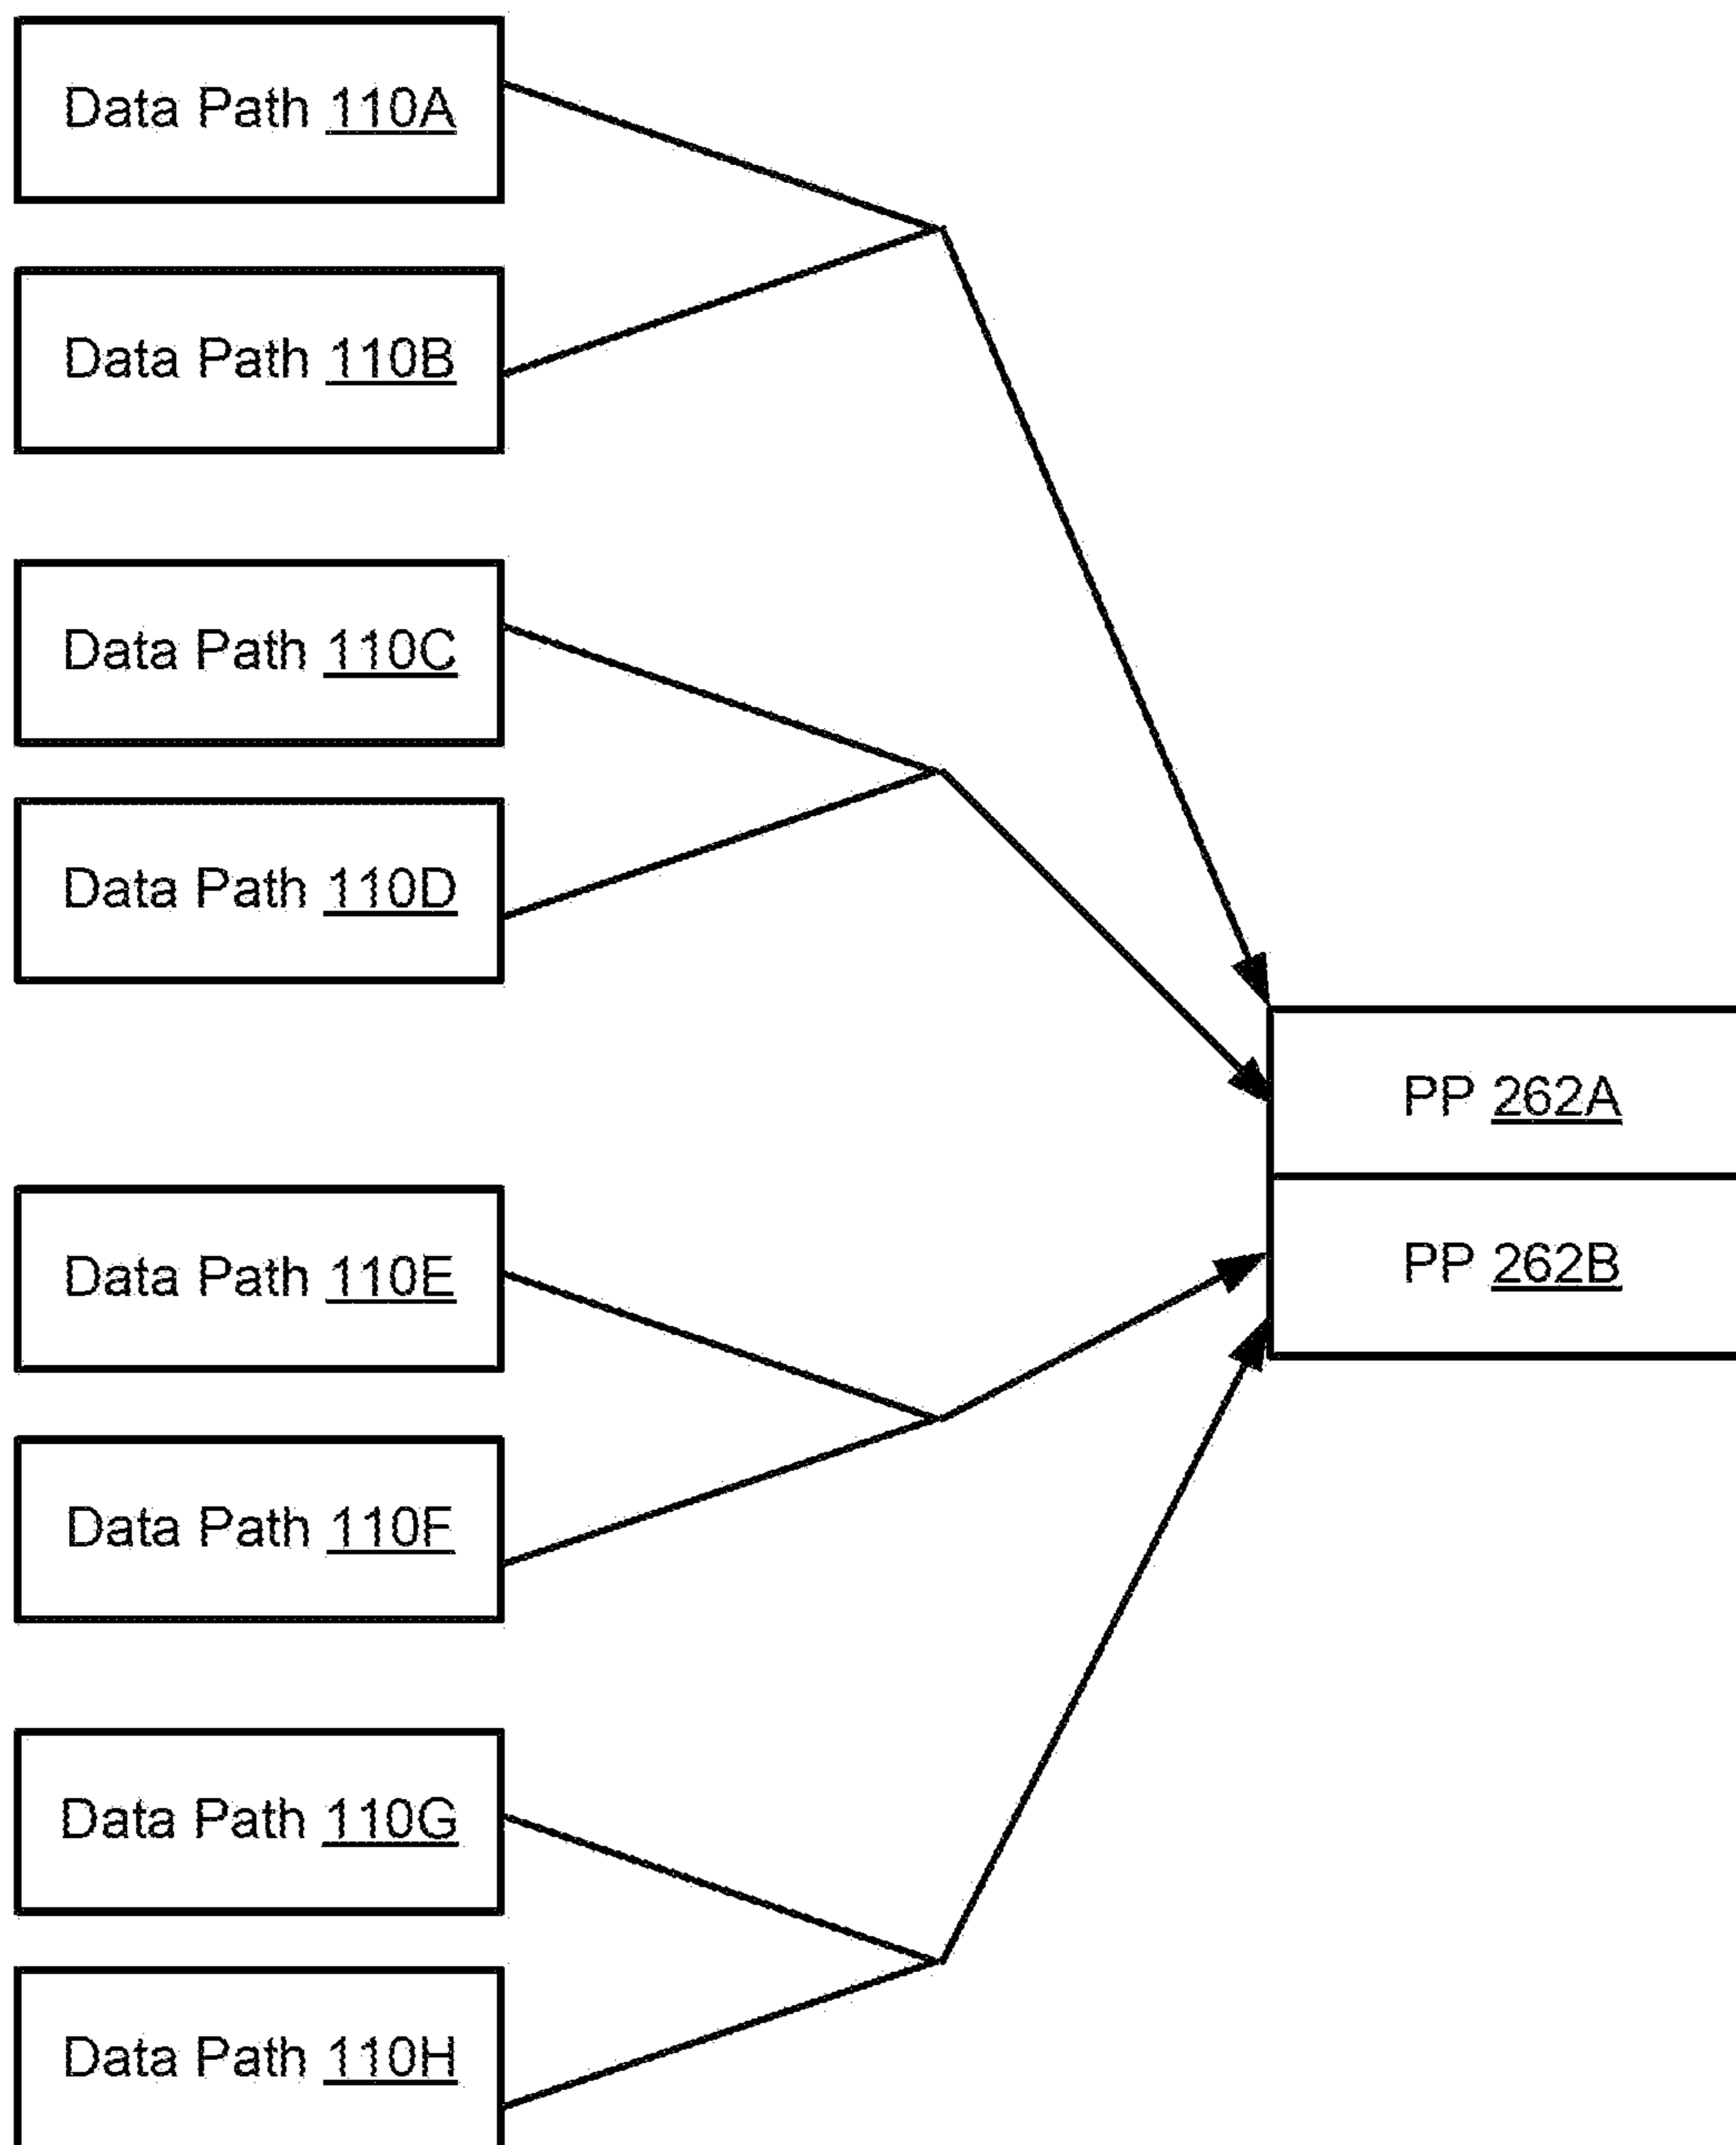 Data Path 110A
Data Path 110B
Data Path 110C
Data Path 110D
PP 262A
Data Path 110E
PP 262B
Data Path 110F
Data Path 110G
Data Path 110H